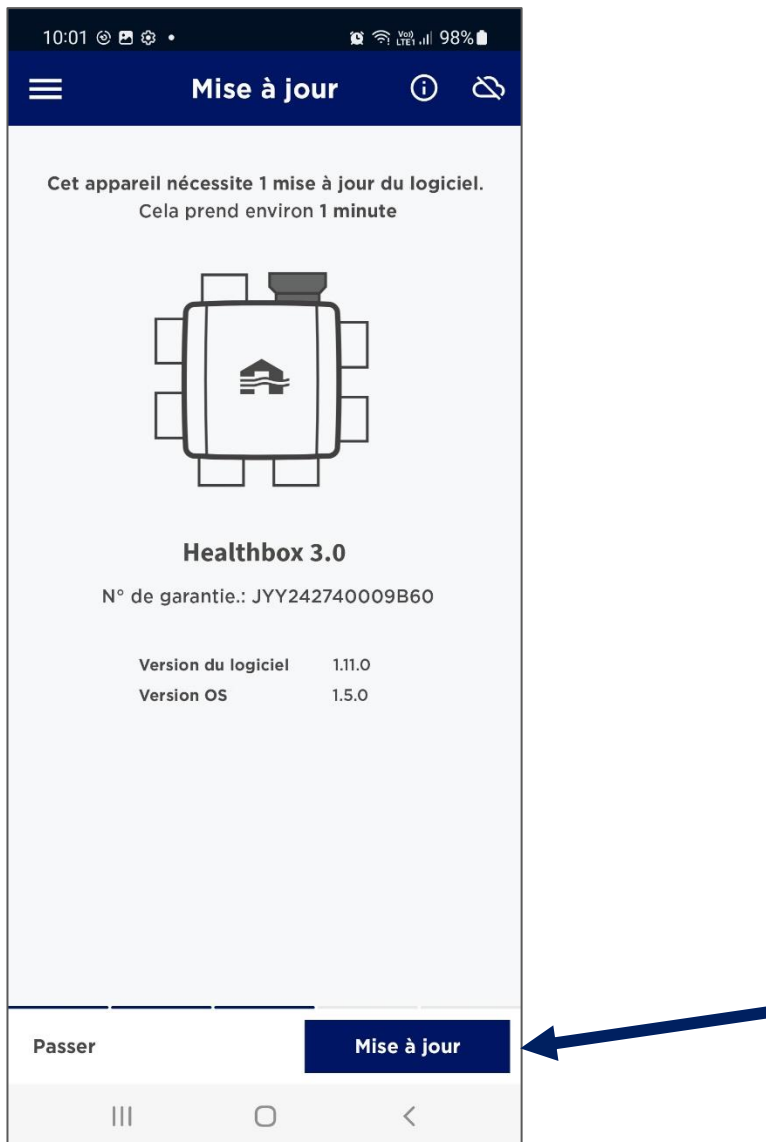 10:01 98%
Mise à jour
Cet appareil nécessite 1 mise à jour du logiciel.
Cela prend environ 1 minute
Healthbox 3.0
N° de garantie.: JYY242740009B60
Version du logiciel 1.11.0
Version OS 1.5.0
Passer Mise à jour